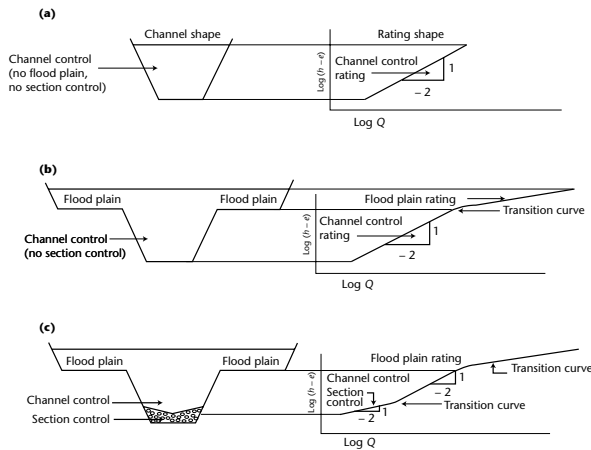 (a)
Channel shape
Rating shape
Channel control
(no flood plain,
no section control)
Log (h – e)
Channel control
rating
1
– 2
Log Q
(b)
Flood plain
Flood plain
Flood plain rating
Transition curve
Channel control
(no section control)
Log (h – e)
Channel control
rating
1
– 2
Log Q
(c)
Flood plain
Flood plain
Flood plain rating
Transition curve
Channel control
Section control
Log (h – e)
Channel control
Section
control
1
– 2
1
– 2
Transition curve
Log Q